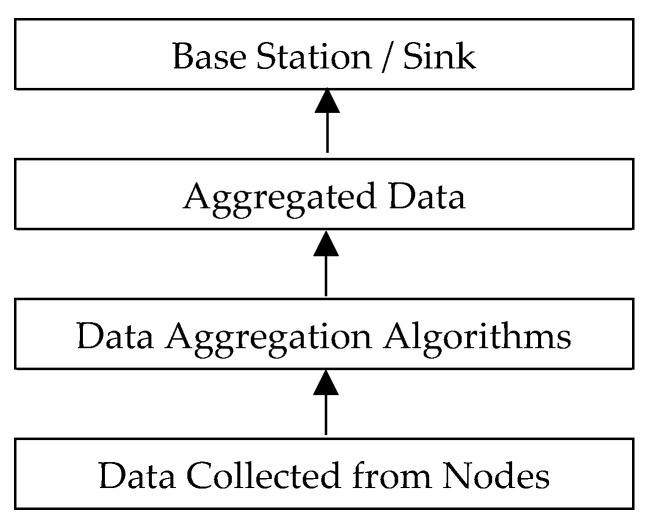 Base Station / Sink
Aggregated Data
Data Aggregation Algorithms
Data Collected from Nodes